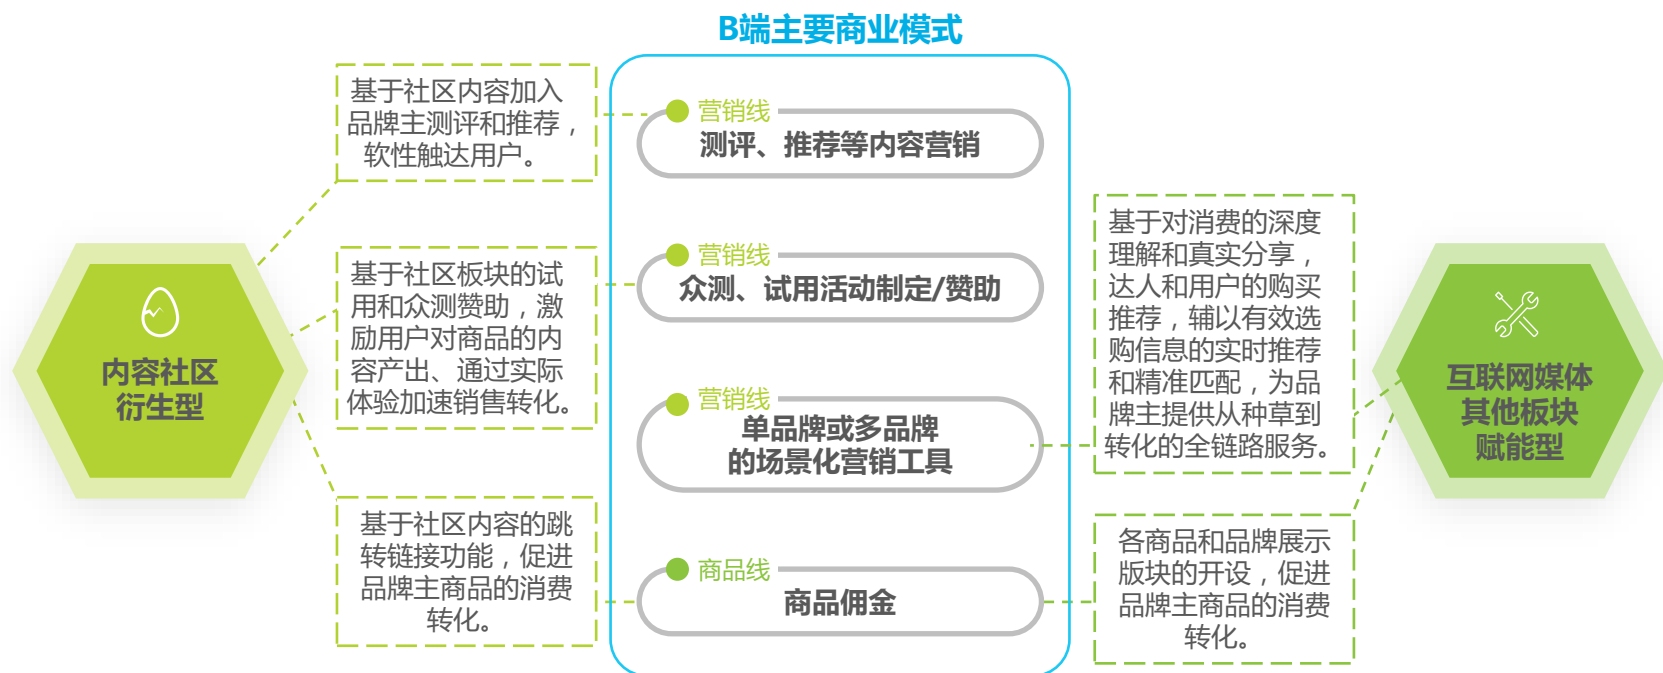 B端主要商业模式
基于社区内容加入
品牌主测评和推荐，
软性触达用户。
营销线
测评、推荐等内容营销
基于社区板块的试
用和众测赞助，激
励用户对商品的内
容产出、通过实际
体验加速销售转化。
营销线
众测、试用活动制定/赞助
内容社区
衍生型
营销线
单品牌或多品牌
的场景化营销工具
基于对消费的深度
理解和真实分享，
达人和用户的购买
推荐，辅以有效选
购信息的实时推荐
和精准匹配，为品
牌主提供从种草到
转化的全链路服务。
互联网媒体
其他板块
赋能型
基于社区内容的跳
转链接功能，促进
品牌主商品的消费
转化。
商品线
商品佣金
各商品和品牌展示
版块的开设，促进
品牌主商品的消费
转化。